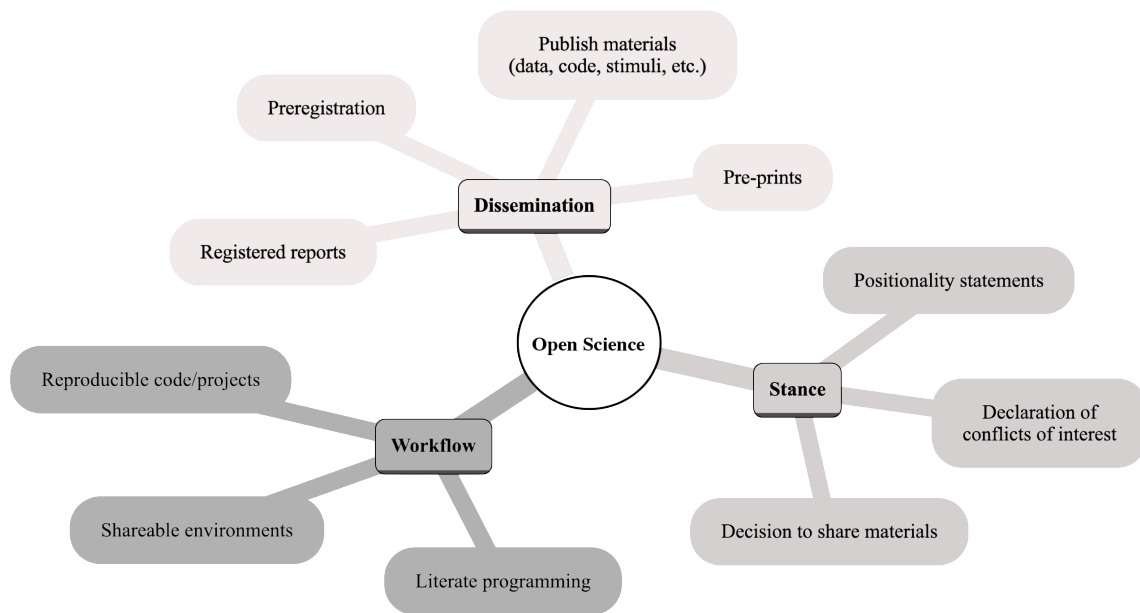 Publish materials
(data, code, stimuli, etc.)
Preregistration
Pre-prints
Dissemination
Registered reports
Positionality statements
Open Science
Reproducible code/projects
Stance
Declaration of
conflicts of interest
Workflow
Shareable environments
Decision to share materials
Literate programming